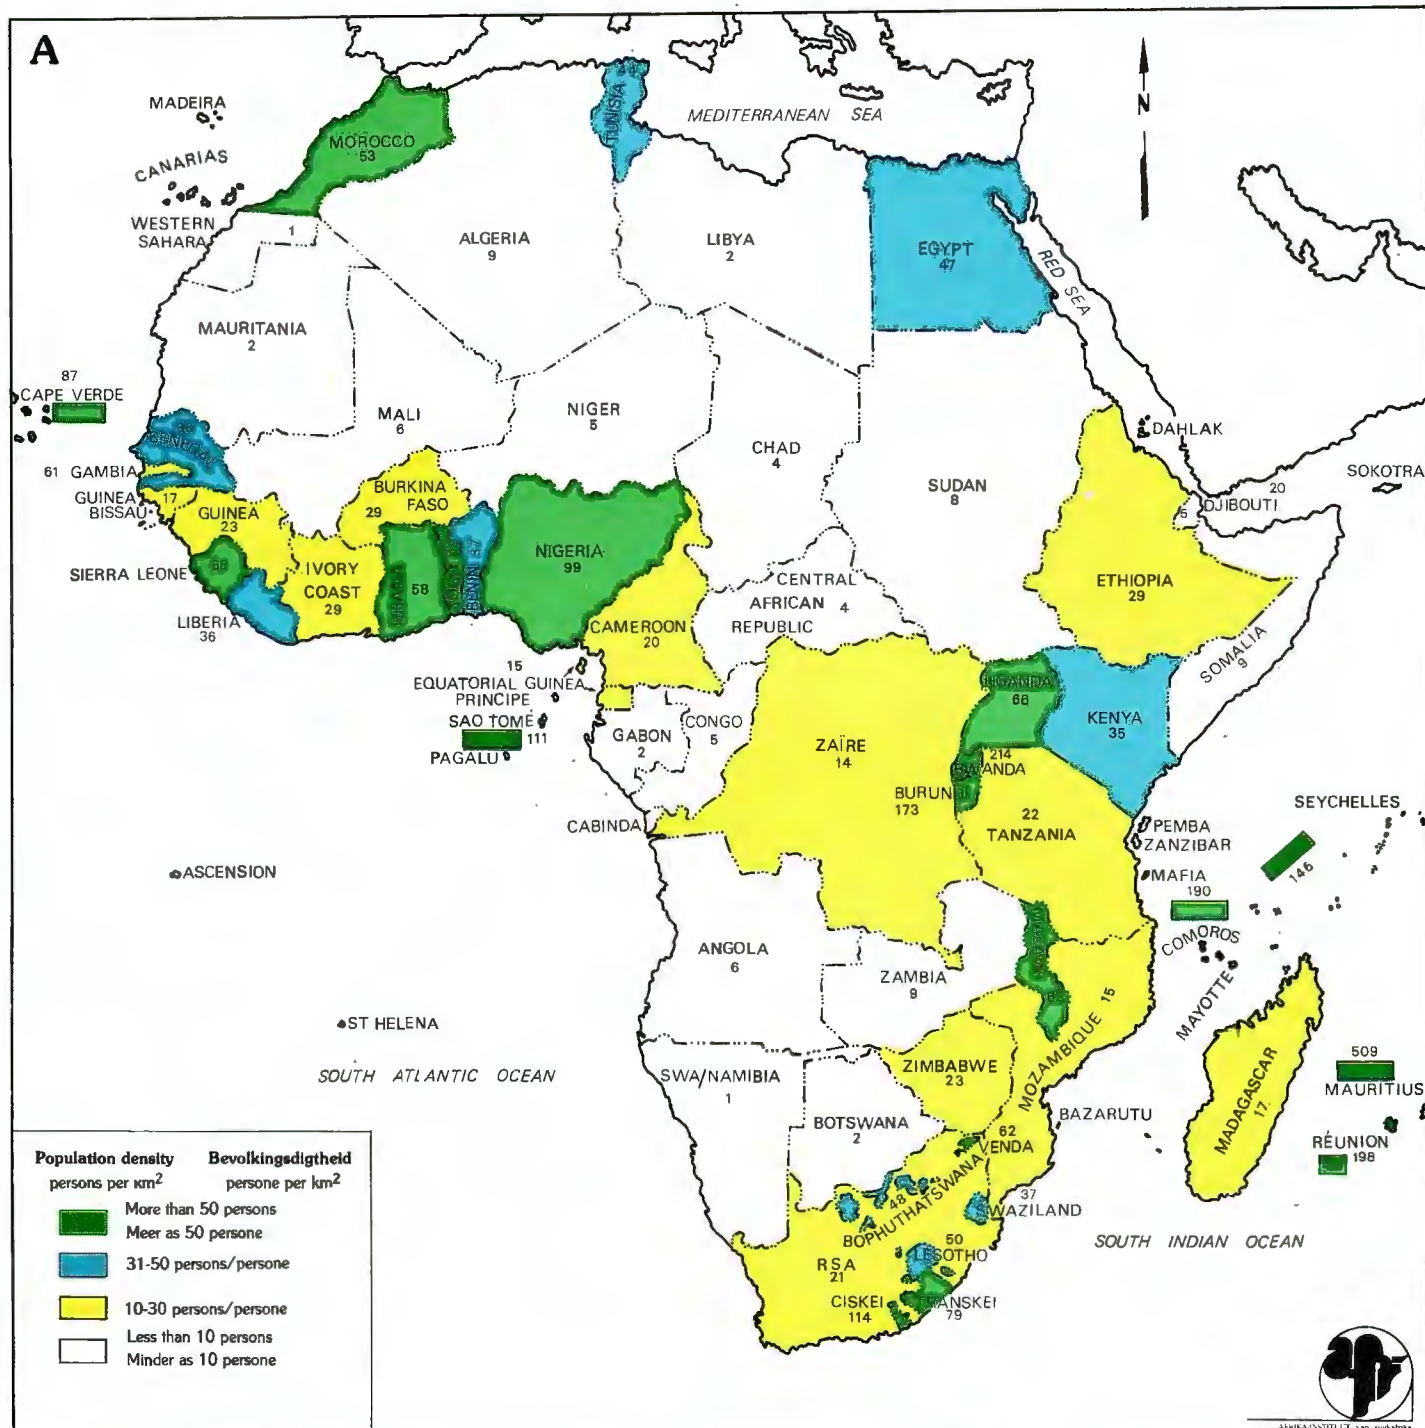 A
MADEIRA
CANARIAS
MOROCCO
53
TUNISIA
MEDITERRANEAN SEA
N
WESTERN
SAHARA
1
ALGERIA
9
LIBYA
2
EGYPT
47
RED SEA
MAURITANIA
2
87
CAPE VERDE
MALI
6
NIGER
5
CHAD
4
SUDAN
8
DAHLAK
SOKOTRA
20
DJIBOUTI
5
SENEGAL
61 GAMBIA
GUINEA
BISSAU
17
GUINEA
23
BURKINA
FASO
29
SIERRA LEONE
IVORY
COAST
29
LIBERIA
36
GHANA
58
TOGO
BENIN 37
NIGERIA
99
CENTRAL
AFRICAN 4
REPUBLIC
ETHIOPIA
29
SOMALIA
9
CAMEROON
20
15
EQUATORIAL GUINEA
PRINCIPE
SAO TOMÉ
111
PAGALU
GABON
2
CONGO
5
ZAÏRE
14
UGANDA
68
KENYA
35
214
RWANDA
BURUNDI
173
22
TANZANIA
CABINDA
SEYCHELLES
146
PEMBA
ZANZIBAR
MAFIA
190
COMOROS
MAYOTTE
ASCENSION
ANGOLA
6
ZAMBIA
9
ST HELENA
SOUTH ATLANTIC OCEAN
SWA/NAMIBIA
1
ZIMBABWE
23
MOZAMBIQUE 15
MADAGASCAR
17
509
MAURITIUS
RÉUNION
198
BOTSWANA
2
BAZARUTU
62
VENDA
48
BOPHUTHATSWANA
37
SWAZILAND
50
LESOTHO
RSA
21
CISKEI
114
TRANSKEI
79
SOUTH INDIAN OCEAN
Population density Bevolkingsdigtheid
persons per km² persone per km²
More than 50 persons
Meer as 50 persone
31-50 persons/persone
10-30 persons/persone
Less than 10 persons
Minder as 10 persone